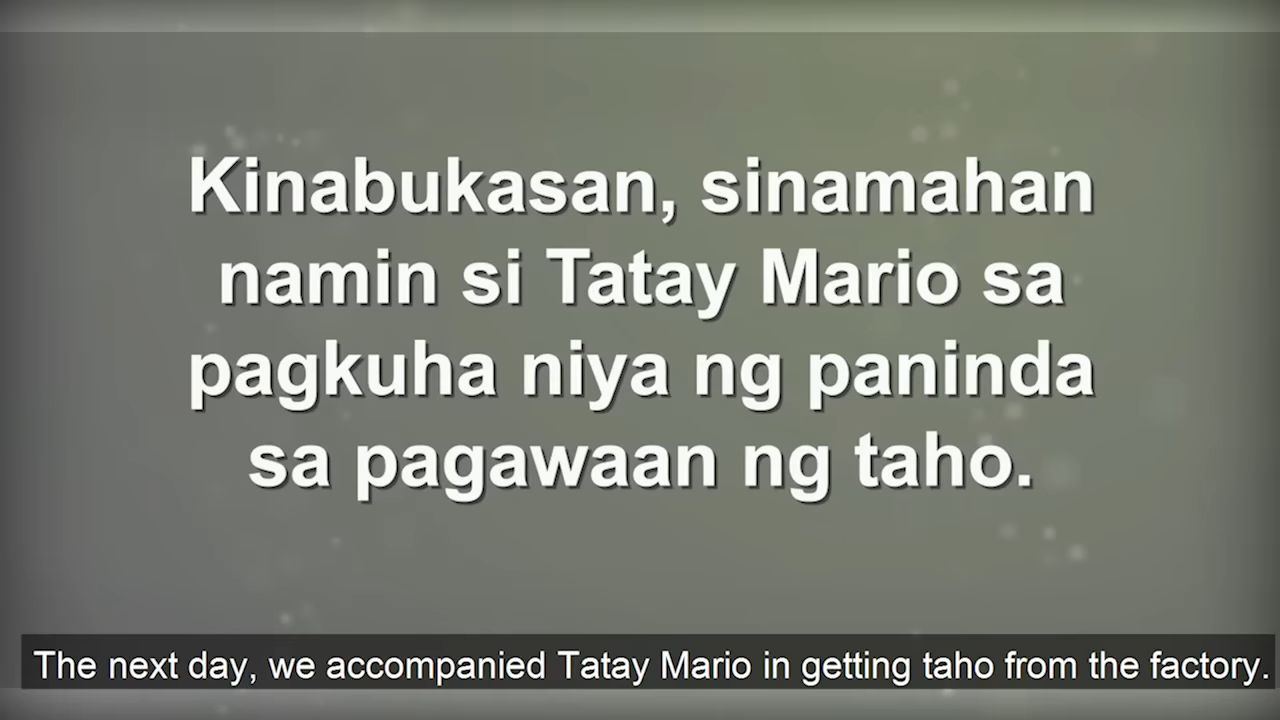 Kinabukasan, sinamahan
namin si Tatay Mario sa
pagkuha niya ng paninda
sa pagawaan ng taho.
The next day, we accompanied Tatay Mario in getting taho from the factory.